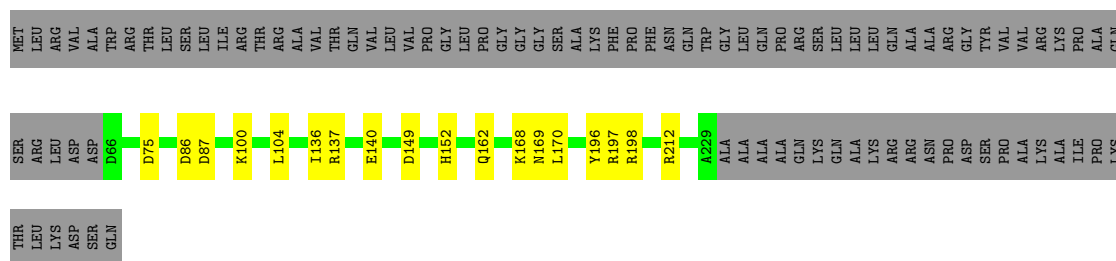 MET LEU ARG VAL ALA TRP ARG THR LEU SER LEU ILE ARG THR ARG ALA VAL THR GLN VAL LEU VAL PRO GLY LEU PRO GLY GLY GLY SER ALA LYS PHE PRO PHE ASN GLN TRP GLY LEU GLN PRO ARG SER LEU LEU LEU GLN ALA ALA ARG GLY TYR VAL VAL ARG LYS PRO ALA GLN
SER ARG LEU ASP ASP D66 D75 D86 D87 K100 L104 I136 R137 E140 D149 H152 Q162 K168 N169 L170 Y196 R197 R198 R212 A229 ALA ALA ALA ALA GLN LYS GLN ALA LYS ARG ARG ASN PRO ASP SER PRO ALA LYS ALA ILE PRO LYS
THR LEU LYS ASP SER GLN